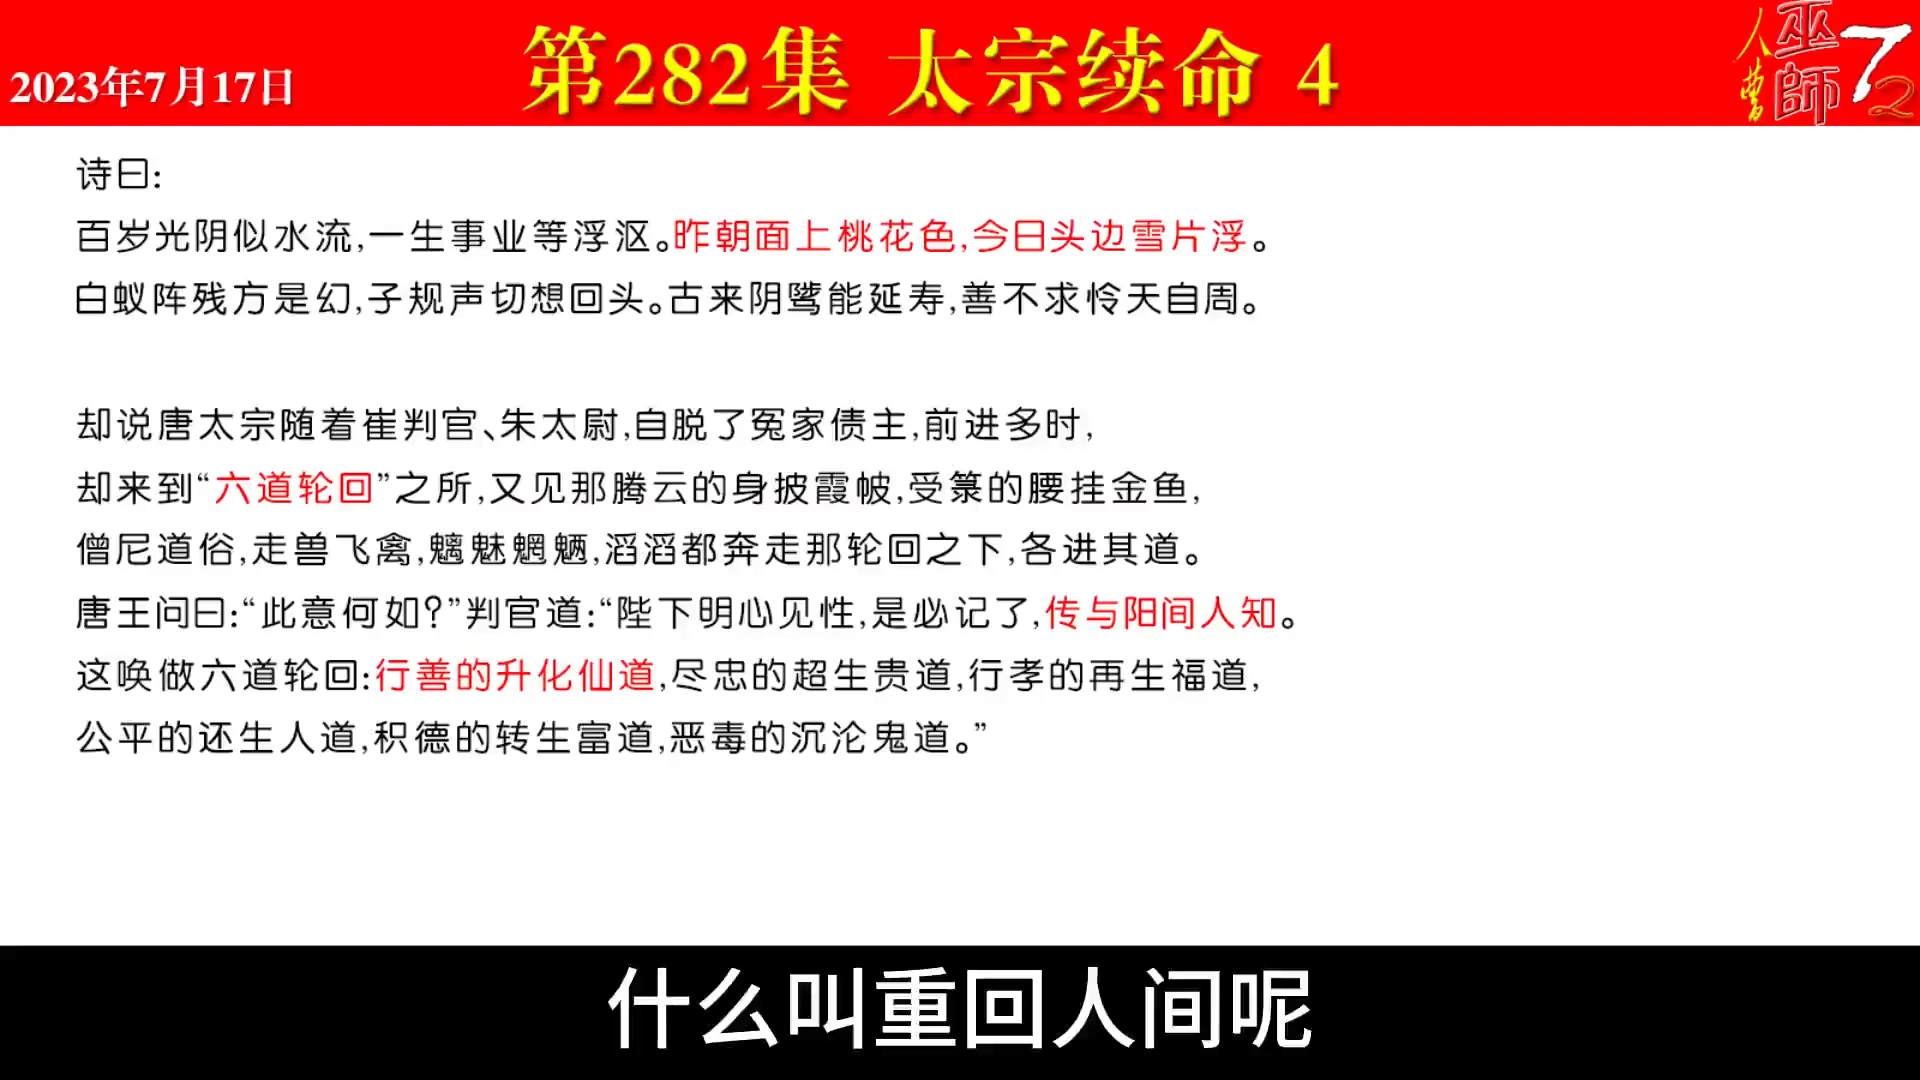 2023年7月17日
第282集 太宗续命 4
人曹
巫師
72
诗曰:
百岁光阴似水流,一生事业等浮沤。昨朝面上桃花色,今日头边雪片浮。
白蚁阵残方是幻,子规声切想回头。古来阴骘能延寿,善不求怜天自周。
却说唐太宗随着崔判官、朱太尉,自脱了冤家债主,前进多时,
却来到“六道轮回”之所,又见那腾云的身披霞帔,受箓的腰挂金鱼,
僧尼道俗,走兽飞禽,魑魅魍魉,滔滔都奔走那轮回之下,各进其道。
唐王问曰:“此意何如?”判官道:“陛下明心见性,是必记了,传与阳间人知。
这唤做六道轮回:行善的升化仙道,尽忠的超生贵道,行孝的再生福道,
公平的还生人道,积德的转生富道,恶毒的沉沦鬼道。”
什么叫重回人间呢